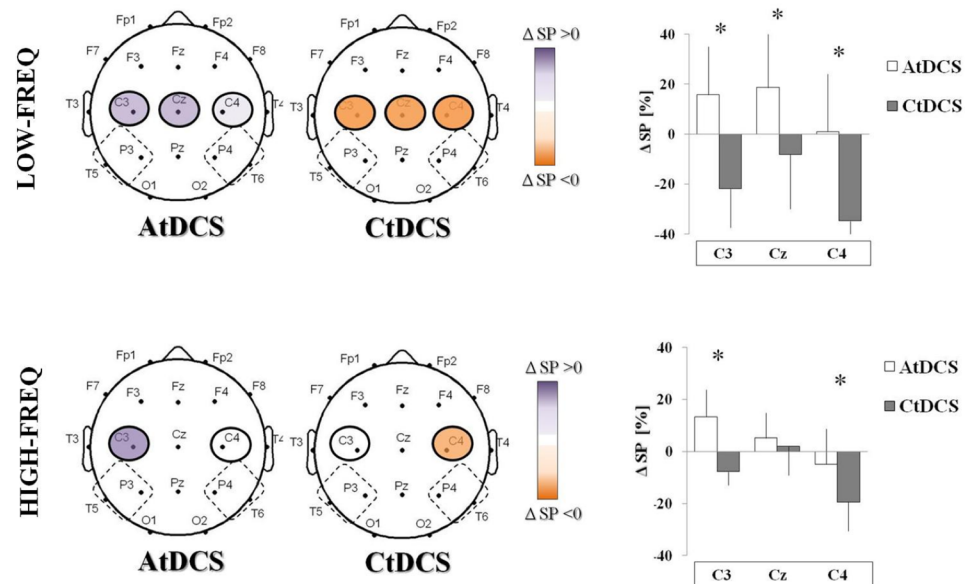 LOW-FREQ
Fp1 Fp2
F7 F3 Fz F4 F8
T3 C3 Cz C4 T4
P3 Pz P4
T5 O1 O2 T6
AtDCS
Fp1 Fp2
F7 F3 Fz F4 F8
T3 C3 Cz C4 T4
P3 Pz P4
T5 O1 O2 T6
CtDCS
Δ SP >0
Δ SP <0
Δ SP [%]
40
20
0
-20
-40
* * *
C3 Cz C4
AtDCS
CtDCS
HIGH-FREQ
Fp1 Fp2
F7 F3 Fz F4 F8
T3 C3 Cz C4 T4
P3 Pz P4
T5 O1 O2 T6
AtDCS
Fp1 Fp2
F7 F3 Fz F4 F8
T3 C3 Cz C4 T4
P3 Pz P4
T5 O1 O2 T6
CtDCS
Δ SP >0
Δ SP <0
Δ SP [%]
40
20
0
-20
-40
* *
C3 Cz C4
AtDCS
CtDCS